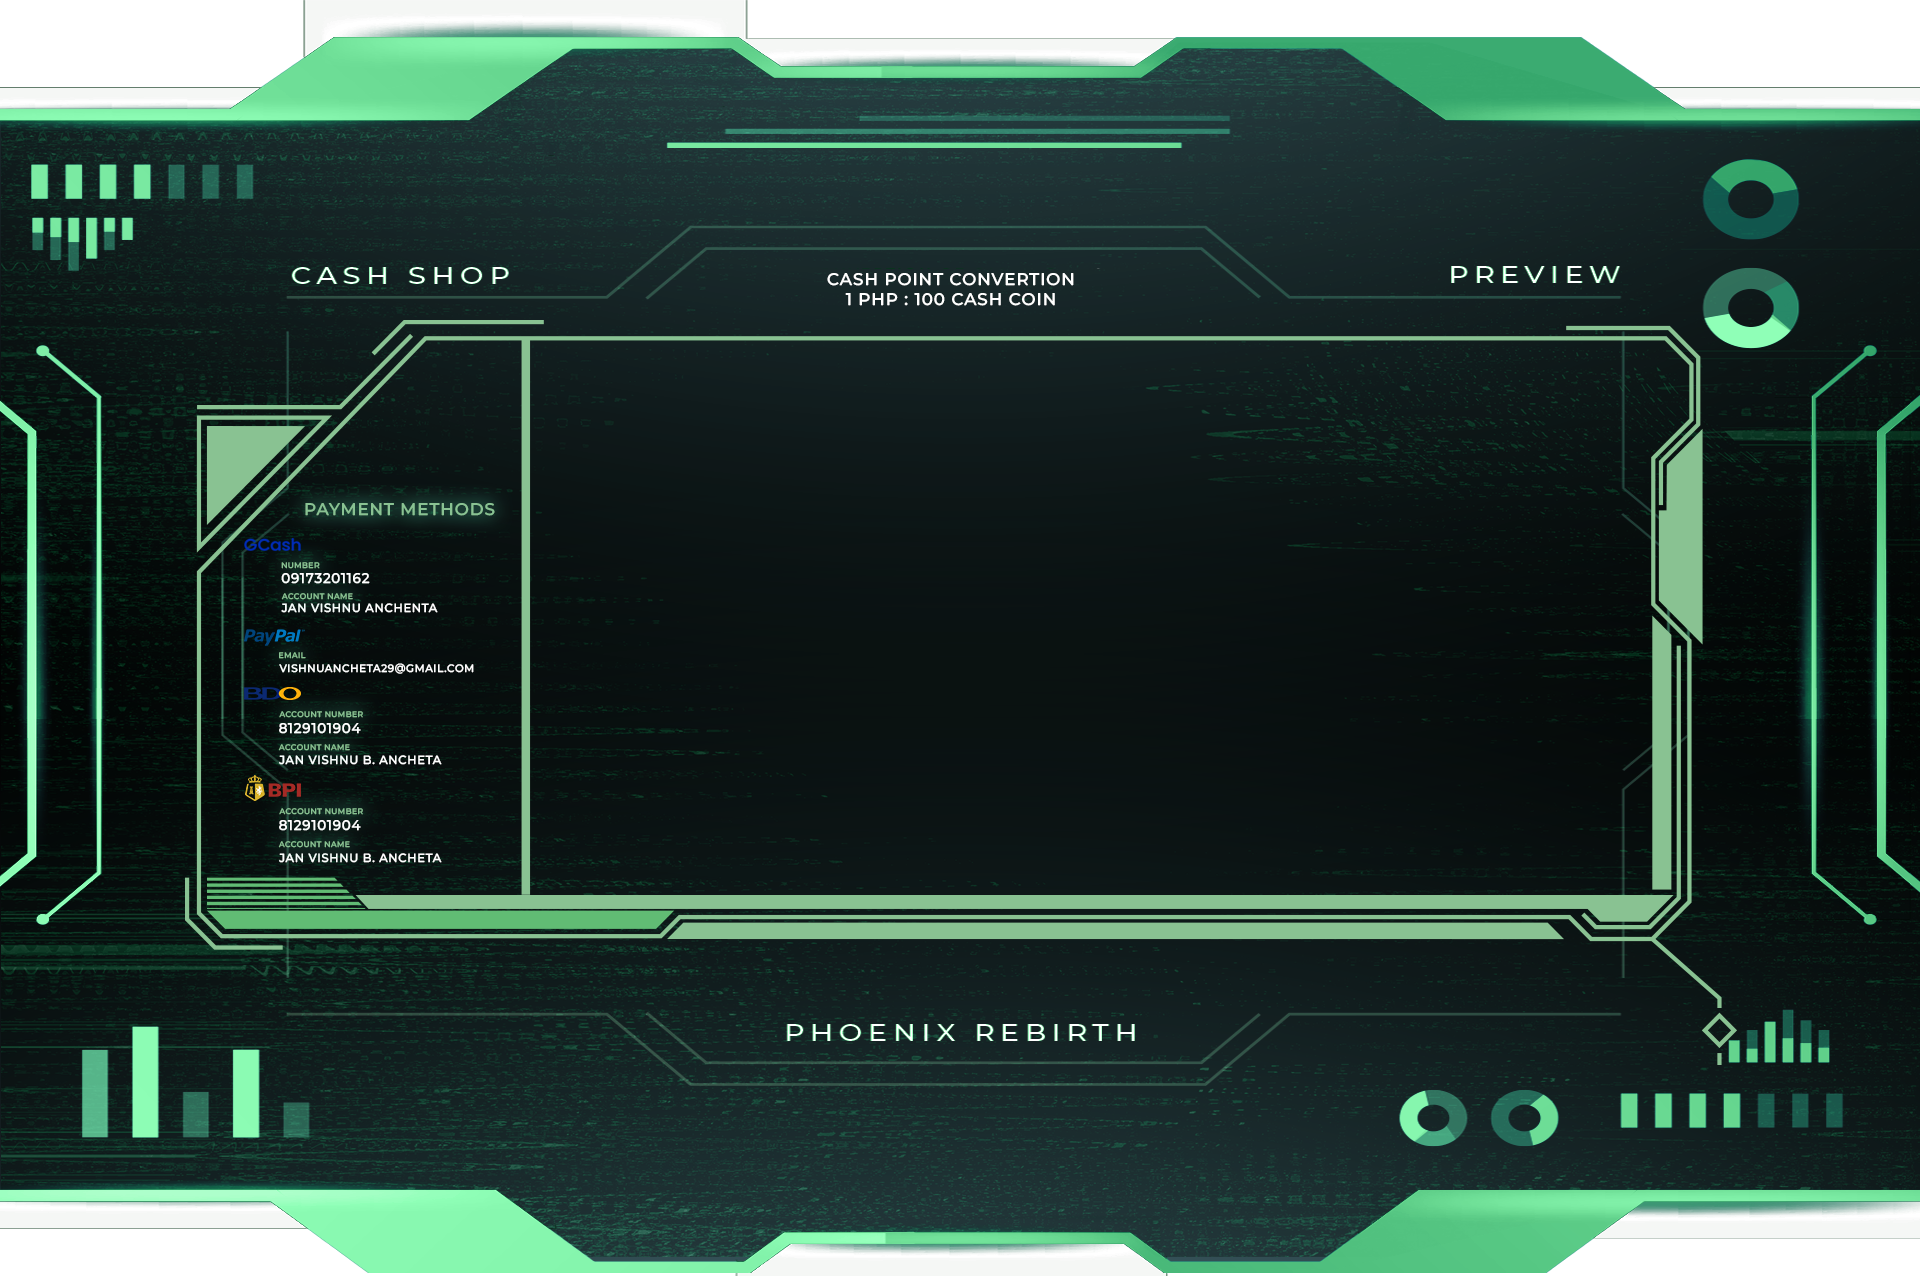 CASH SHOP
CASH POINT CONVERTION
1 PHP : 100 CASH COIN
PREVIEW
PAYMENT METHODS
GCash
NUMBER
09173201162
ACCOUNT NAME
JAN VISHNU ANCHENTA
PayPal
EMAIL
VISHNUANCHETA29@GMAIL.COM
BDO
ACCOUNT NUMBER
8129101904
ACCOUNT NAME
JAN VISHNU B. ANCHETA
BPI
ACCOUNT NUMBER
8129101904
ACCOUNT NAME
JAN VISHNU B. ANCHETA
PHOENIX REBIRTH